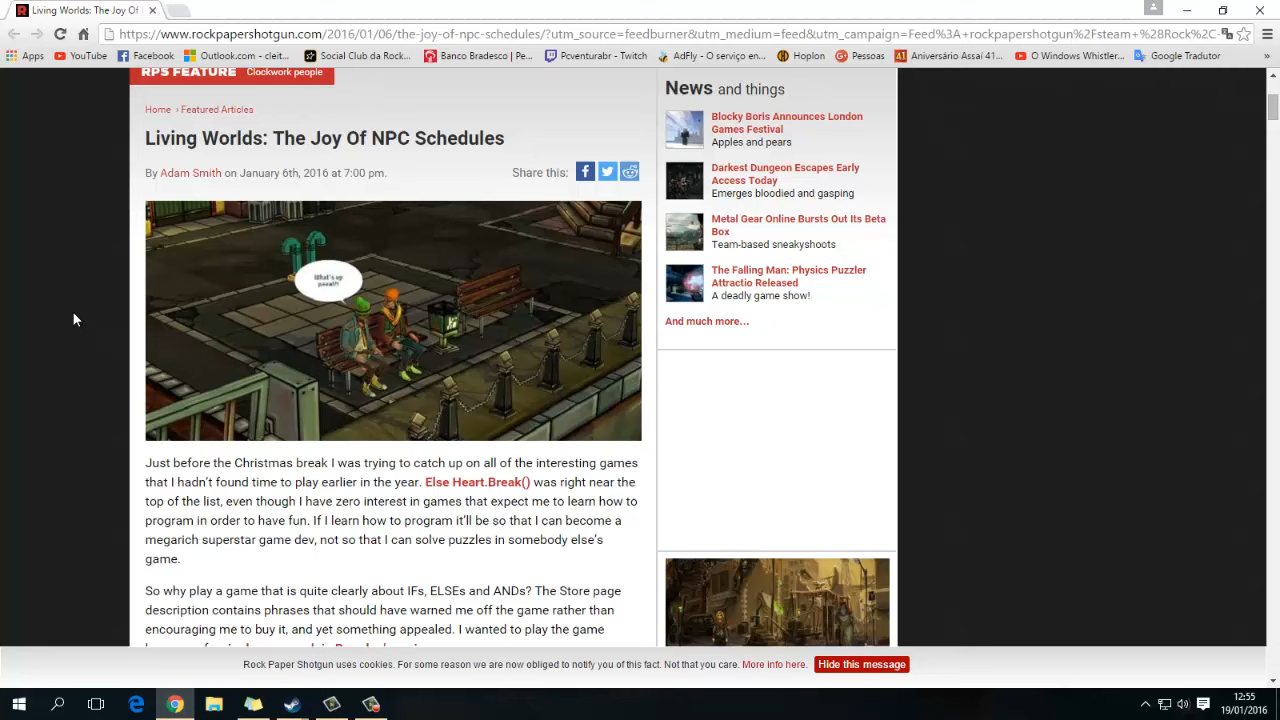 Living Worlds: The Joy Of
https://www.rockpapershotgun.com/2016/01/06/the-joy-of-npc-schedules/?utm_source=feedburner&utm_medium=feed&utm_campaign=Feed%3A+rockpapershotgun%2Fsteam+%28Rock%2C-
Apps YouTube Facebook Outlook.com - cleit... Social Club da Rock... Banco Bradesco | Pe... Pcventurabr - Twitch AdFly - O serviço en... Hoplon Pessoas Aniversário Assaí 41... O Windows Whistler... Google Tradutor »
RPS FEATURE Clockwork people
Home › Featured Articles
Living Worlds: The Joy Of NPC Schedules
By Adam Smith on January 6th, 2016 at 7:00 pm.
Share this:
What's up
Just before the Christmas break I was trying to catch up on all of the interesting games
that I hadn't found time to play earlier in the year. Else Heart.Break() was right near the
top of the list, even though I have zero interest in games that expect me to learn how to
program in order to have fun. If I learn how to program it'll be so that I can become a
megarich superstar game dev, not so that I can solve puzzles in somebody else's
game.
So why play a game that is quite clearly about IFs, ELSEs and ANDs? The Store page
description contains phrases that should have warned me off the game rather than
encouraging me to buy it, and yet something appealed. I wanted to play the game
News and things
Blocky Boris Announces London
Games Festival
Apples and pears
Darkest Dungeon Escapes Early
Access Today
Emerges bloodied and gasping
Metal Gear Online Bursts Out Its Beta
Box
Team-based sneakyshoots
The Falling Man: Physics Puzzler
Attractio Released
A deadly game show!
And much more...
Rock Paper Shotgun uses cookies. For some reason we are now obliged to notify you of this fact. Not that you care. More info here. Hide this message
12:55
19/01/2016